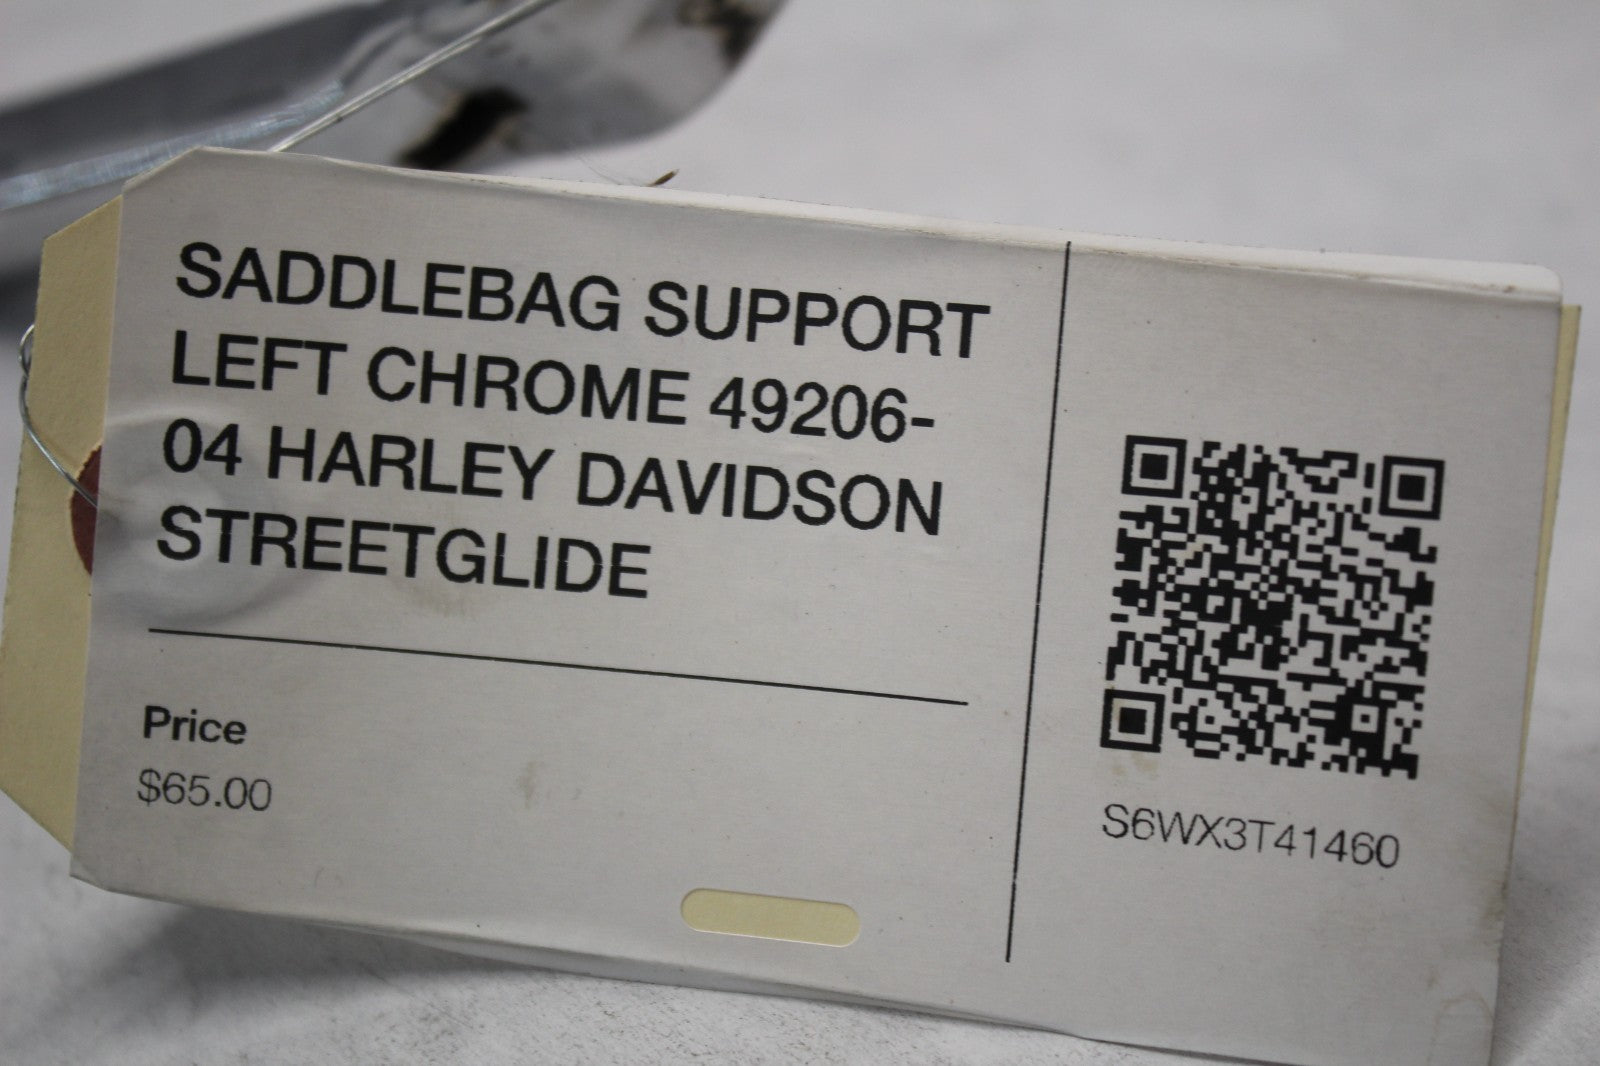 SADDLEBAG SUPPORT
LEFT CHROME 49206-
04 HARLEY DAVIDSON
STREETGLIDE
Price
$65.00
S6WX3T41460